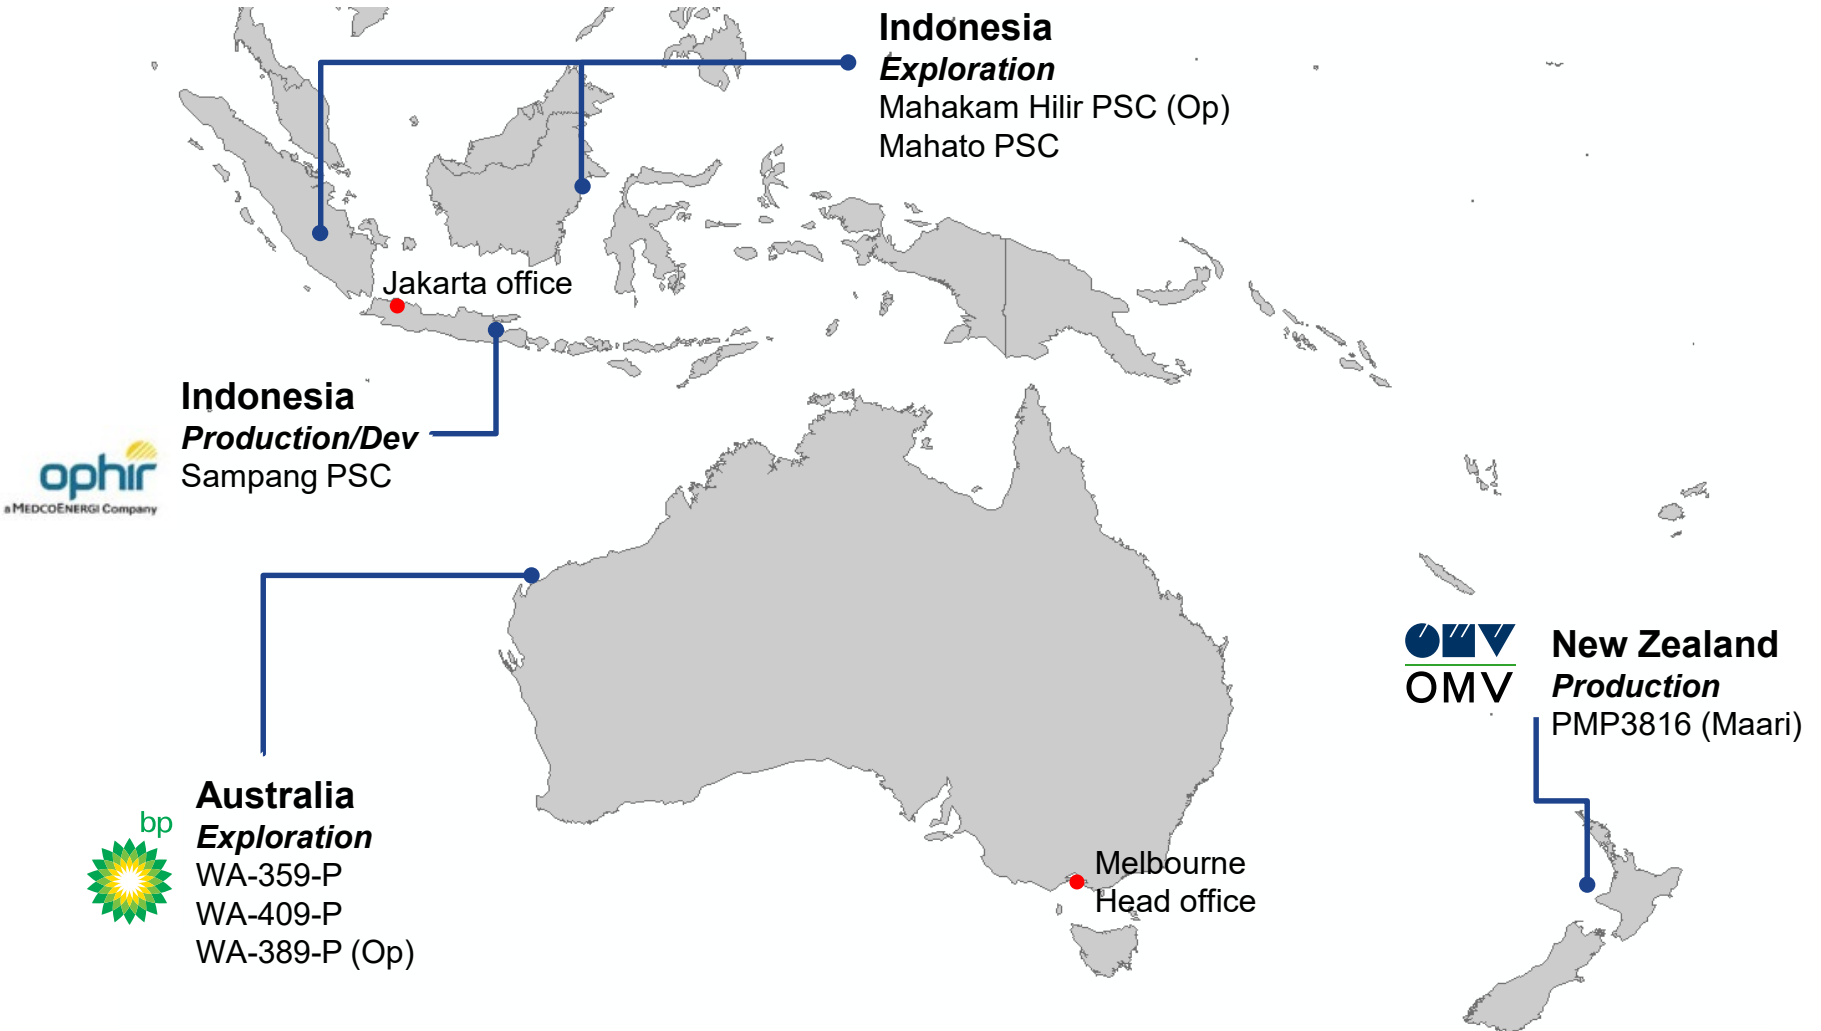 Indonesia
Exploration
Mahakam Hilir PSC (Op)
Mahato PSC
Jakarta office
Indonesia
Production/Dev
Sampang PSC
ophir
a MEDCOENERGI Company
OMV
OMV
New Zealand
Production
PMP3816 (Maari)
bp
Australia
Exploration
WA-359-P
WA-409-P
WA-389-P (Op)
Melbourne
Head office